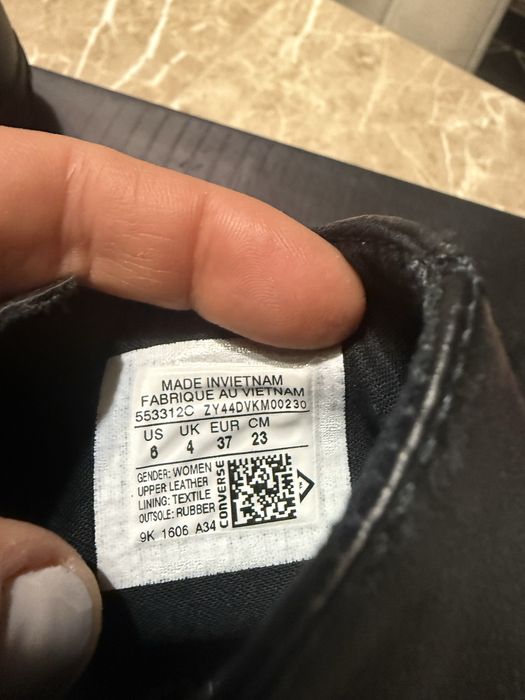 MADE INVIETNAM
FABRIQUE AU VIETNAM
553312C ZY44DVKM0023o
US UK EUR CM
6 4 37 23
GENDER: WOMEN
UPPER LEATHER
LINING: TEXTILE
OUTSOLE: RUBBER
CONVERSE
9K 1606 A34